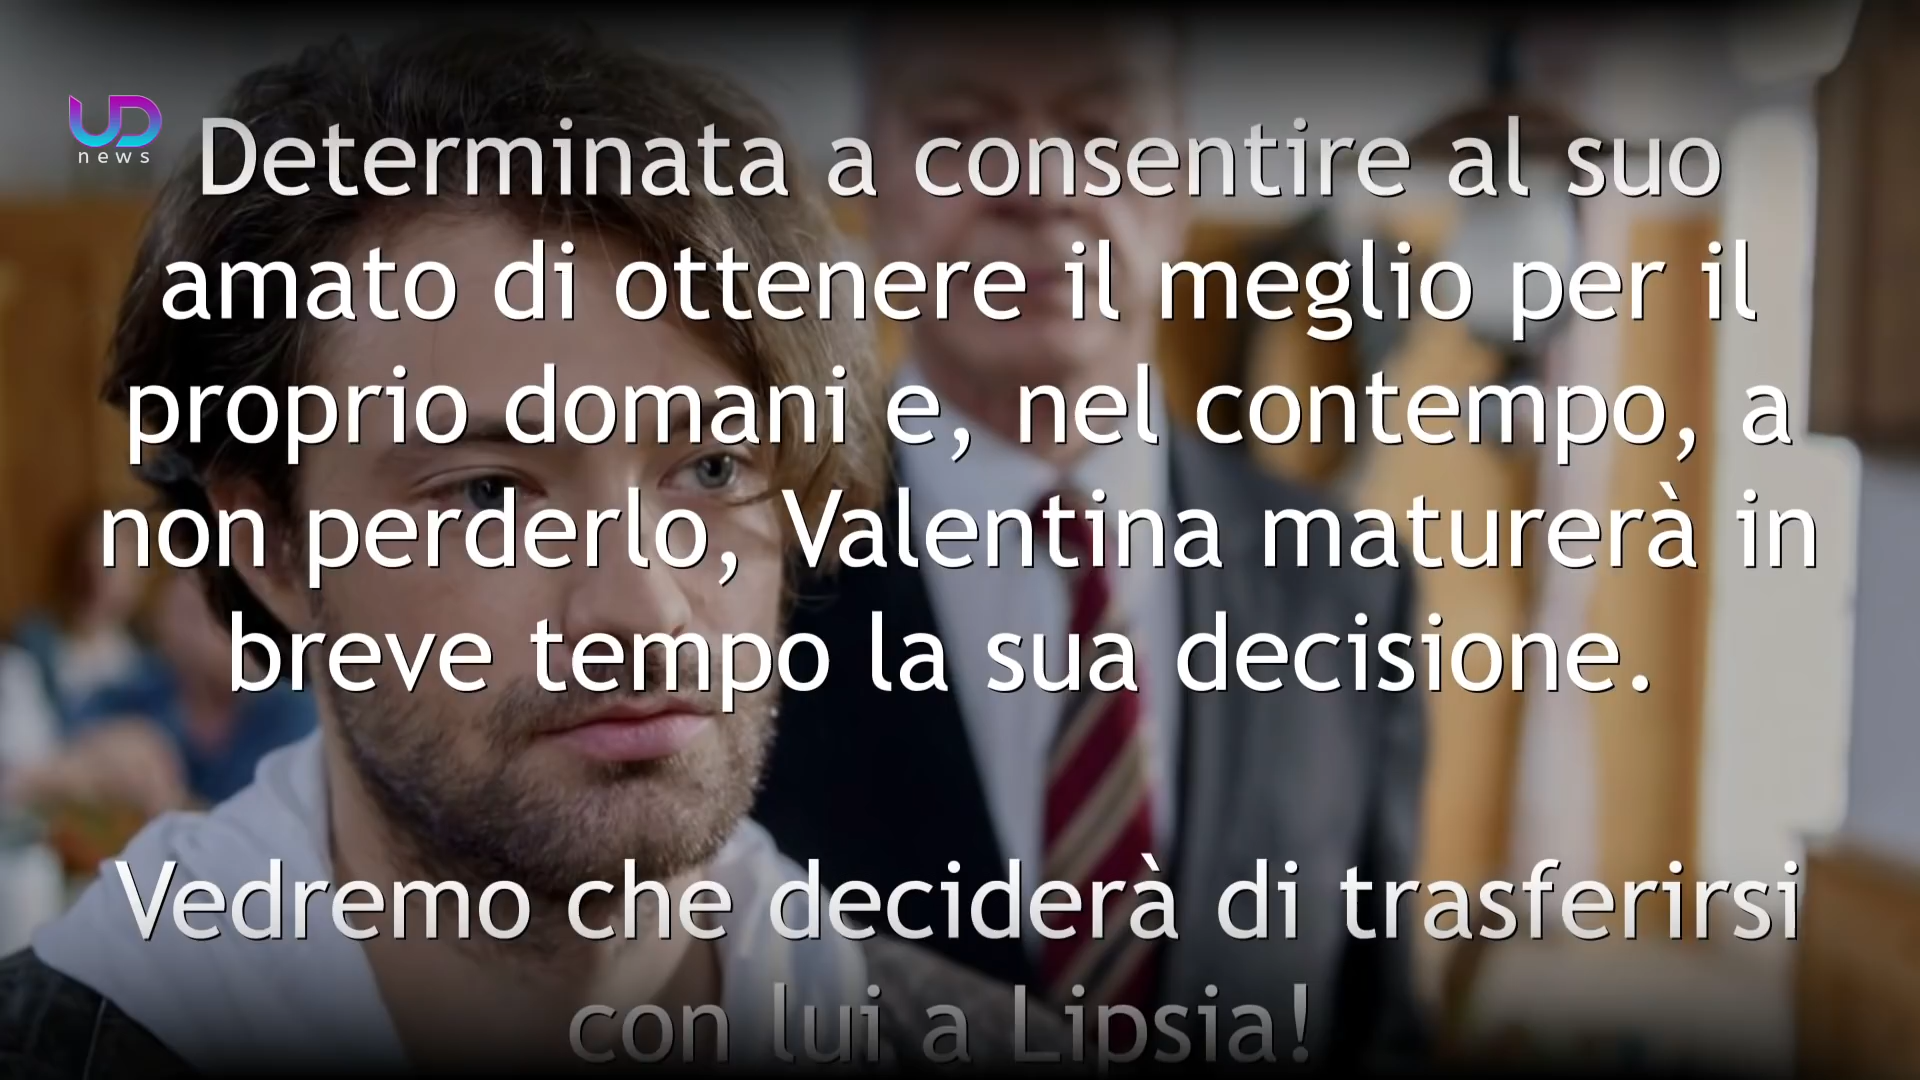 UD
news
Determinata a consentire al suo
amato di ottenere il meglio per il
proprio domani e, nel contempo, a
non perderlo, Valentina maturerà in
breve tempo la sua decisione.
Vedremo che deciderà di trasferirsi
con lui a Lipsia!